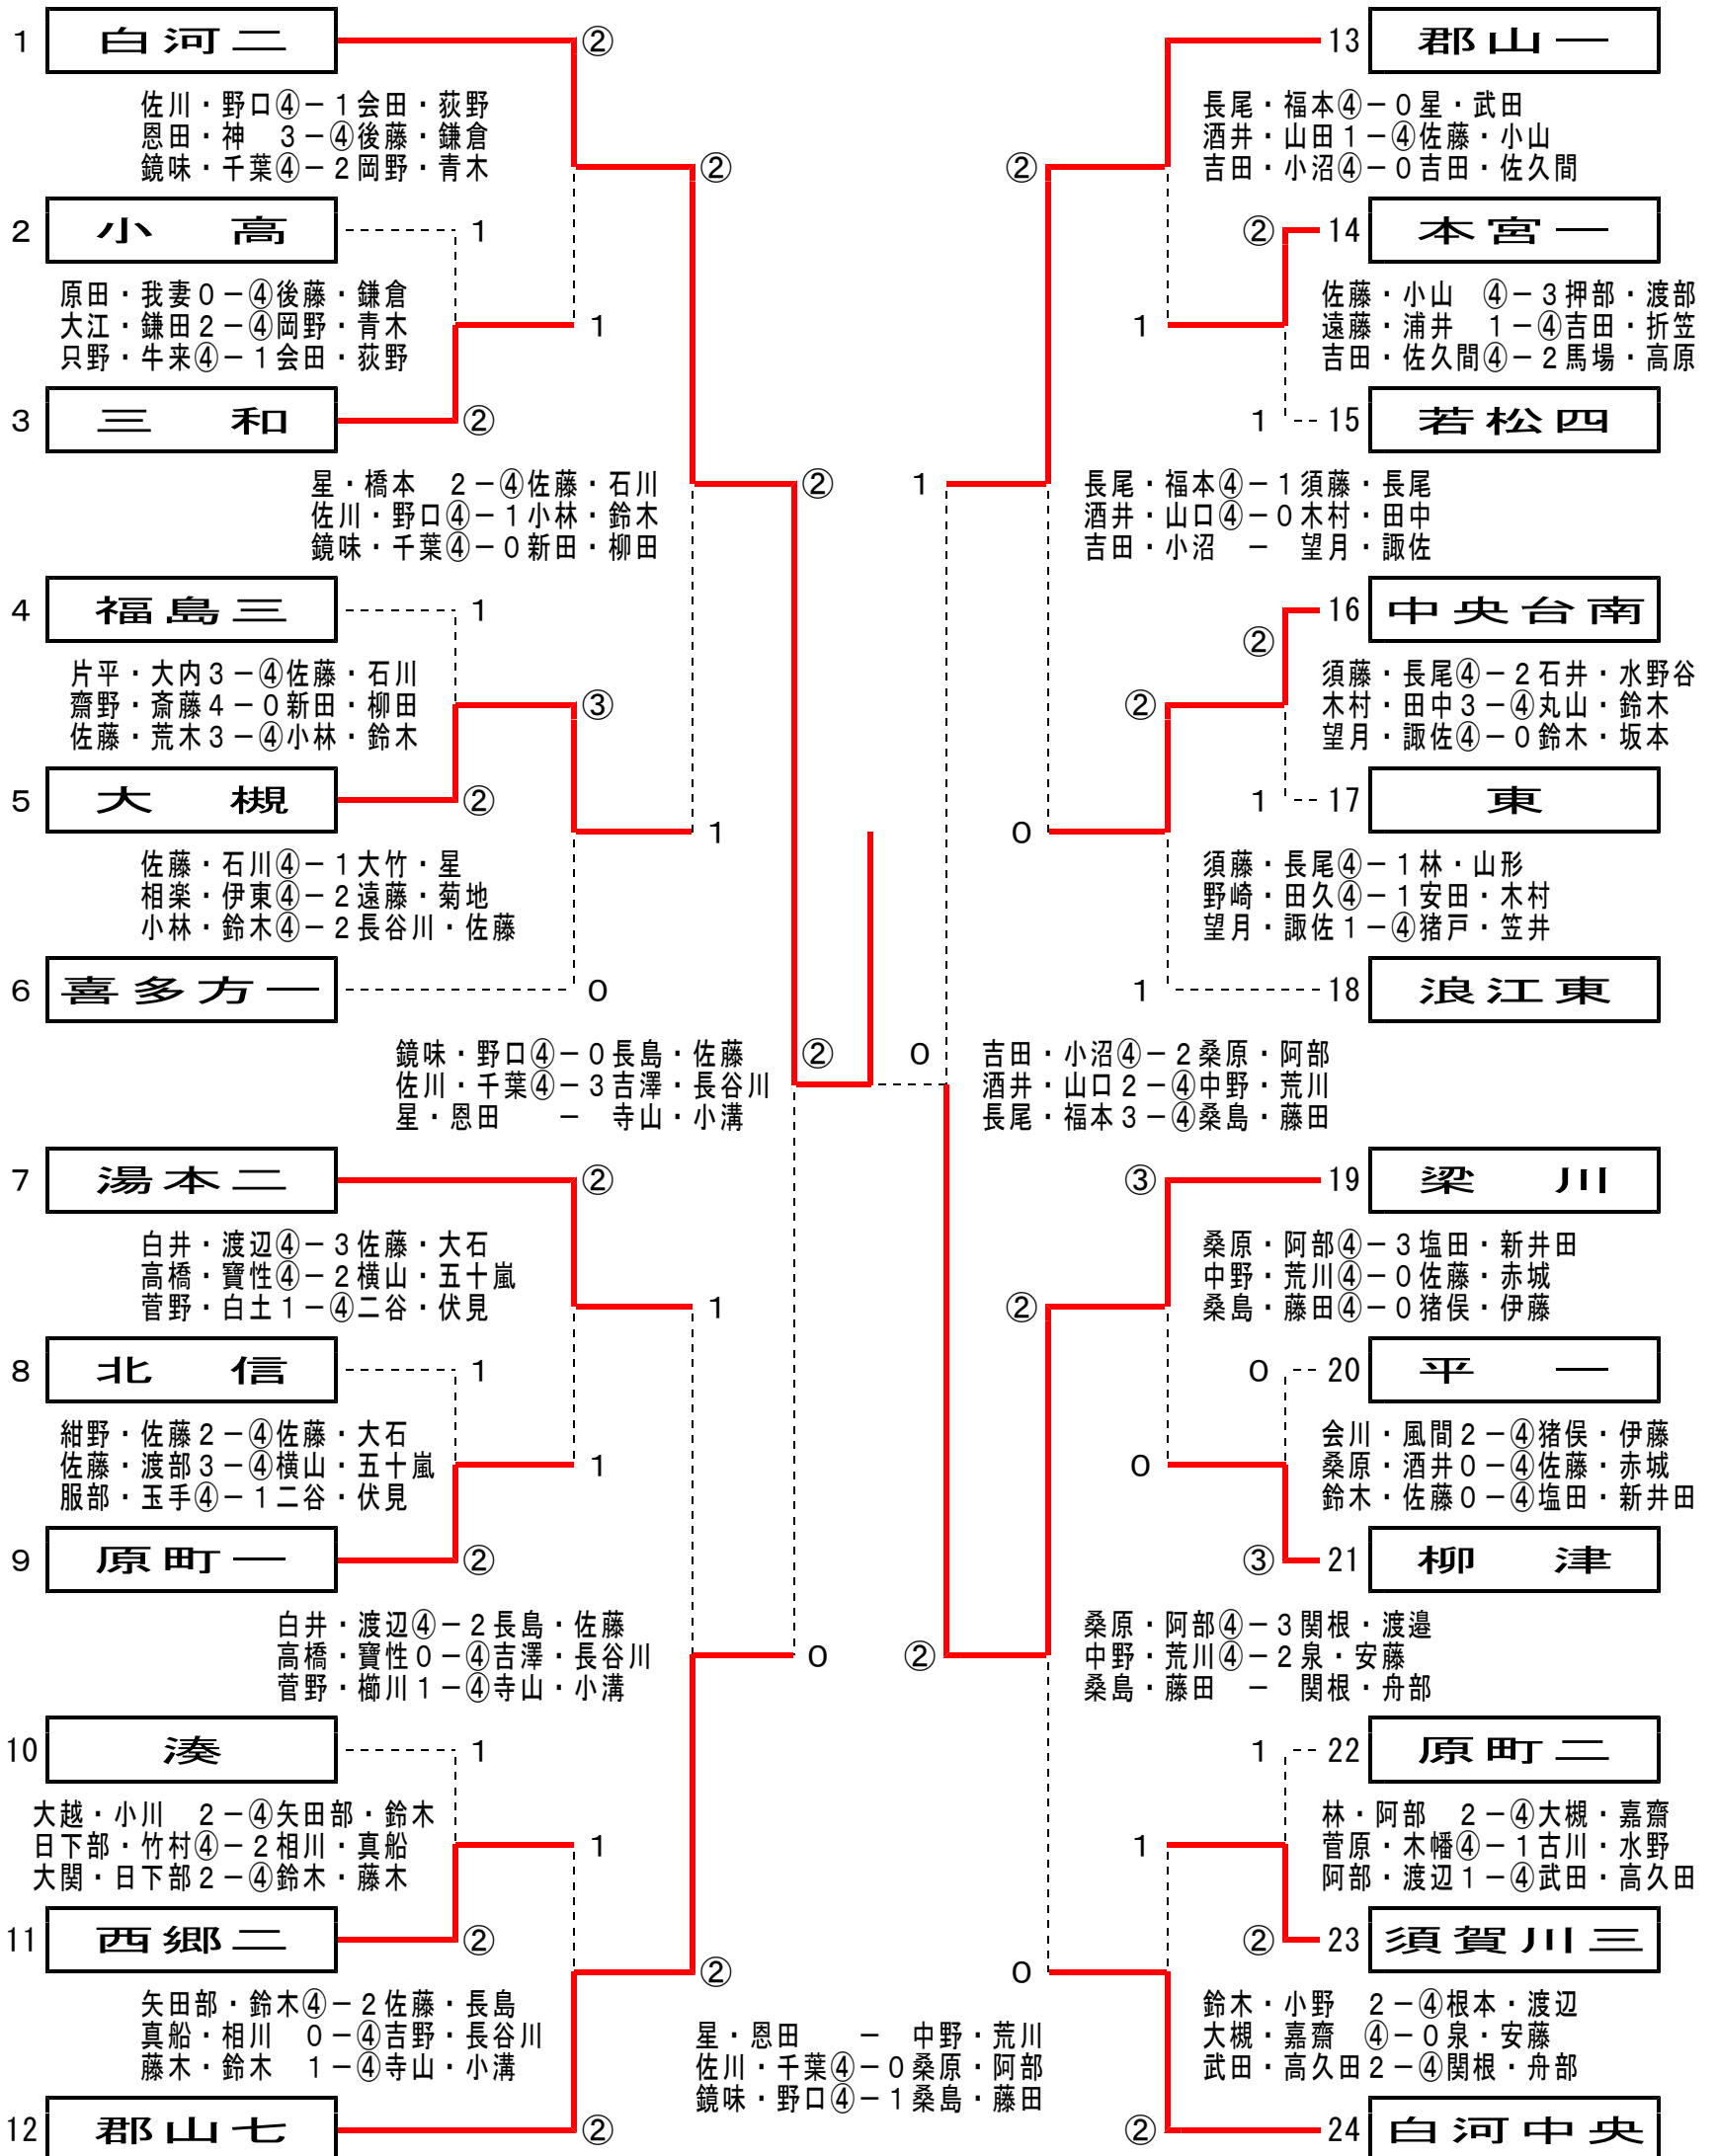 1 白河二 ②
佐川・野口④－1会田・荻野
恩田・神　3－④後藤・鎌倉
鏡味・千葉④－2岡野・青木
②
2 小　高 1
原田・我妻0－④後藤・鎌倉
大江・鎌田2－④岡野・青木
只野・牛来④－1会田・荻野
1
3 三　和 ②
②
星・橋本　2－④佐藤・石川
佐川・野口④－1小林・鈴木
鏡味・千葉④－0新田・柳田
4 福島三 1
片平・大内3－④佐藤・石川
齋野・斎藤4－0新田・柳田
佐藤・荒木3－④小林・鈴木
③
5 大　槻 ②
1
佐藤・石川④－1大竹・星
相楽・伊東④－2遠藤・菊地
小林・鈴木④－2長谷川・佐藤
6 喜多方一 0
鏡味・野口④－0長島・佐藤
佐川・千葉④－3吉澤・長谷川
星・恩田　　－　寺山・小溝
②
7 湯本二 ②
白井・渡辺④－3佐藤・大石
高橋・寶性④－2横山・五十嵐
菅野・白土1－④二谷・伏見
1
8 北　信 1
紺野・佐藤2－④佐藤・大石
佐藤・渡部3－④横山・五十嵐
服部・玉手④－1二谷・伏見
1
9 原町一 ②
白井・渡辺④－2長島・佐藤
高橋・寶性0－④吉澤・長谷川
菅野・櫛川1－④寺山・小溝
0
10 湊 1
大越・小川　2－④矢田部・鈴木
日下部・竹村④－2相川・真船
大関・日下部2－④鈴木・藤木
1
11 西郷二 ②
②
矢田部・鈴木④－2佐藤・長島
真船・相川　0－④吉野・長谷川
藤木・鈴木　1－④寺山・小溝
12 郡山七 ②
星・恩田　　－　中野・荒川
佐川・千葉④－0桑原・阿部
鏡味・野口④－1桑島・藤田
13 郡山一
長尾・福本④－0星・武田
酒井・山田1－④佐藤・小山
吉田・小沼④－0吉田・佐久間
②
② 14 本宮一
佐藤・小山　④－3押部・渡部
遠藤・浦井　1－④吉田・折笠
吉田・佐久間④－2馬場・高原
1
1 15 若松四
1
長尾・福本④－1須藤・長尾
酒井・山口④－0木村・田中
吉田・小沼　－　望月・諏佐
② 16 中央台南
須藤・長尾④－2石井・水野谷
木村・田中3－④丸山・鈴木
望月・諏佐④－0鈴木・坂本
②
1 17 東
0
須藤・長尾④－1林・山形
野崎・田久④－1安田・木村
望月・諏佐1－④猪戸・笠井
1 18 浪江東
0
吉田・小沼④－2桑原・阿部
酒井・山口2－④中野・荒川
長尾・福本3－④桑島・藤田
③ 19 梁　川
桑原・阿部④－3塩田・新井田
中野・荒川④－0佐藤・赤城
桑島・藤田④－0猪俣・伊藤
②
0 20 平　一
会川・風間2－④猪俣・伊藤
桑原・酒井0－④佐藤・赤城
鈴木・佐藤0－④塩田・新井田
0
③ 21 柳　津
②
桑原・阿部④－3関根・渡邉
中野・荒川④－2泉・安藤
桑島・藤田　－　関根・舟部
1 22 原町二
林・阿部　2－④大槻・嘉齋
菅原・木幡④－1古川・水野
阿部・渡辺1－④武田・高久田
1
② 23 須賀川三
0
鈴木・小野　2－④根本・渡辺
大槻・嘉齋　④－0泉・安藤
武田・高久田2－④関根・舟部
② 24 白河中央